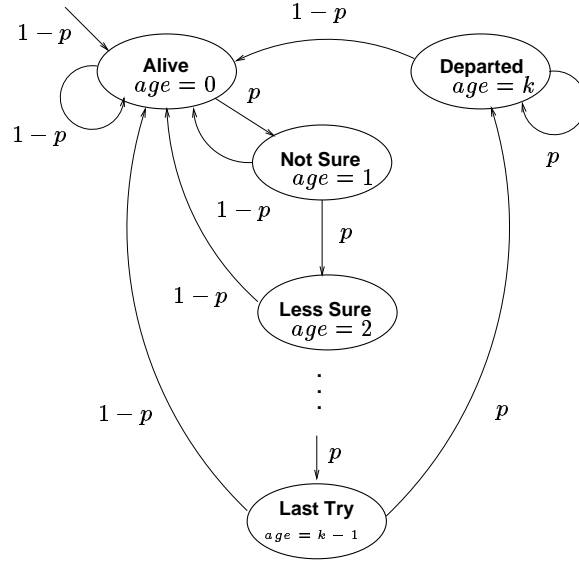 1 − p
1 − p
Alive
age = 0
Departed
age = k
p
1 − p
p
Not Sure
age = 1
1 − p
p
1 − p
Less Sure
age = 2
1 − p
p
p
Last Try
age = k − 1